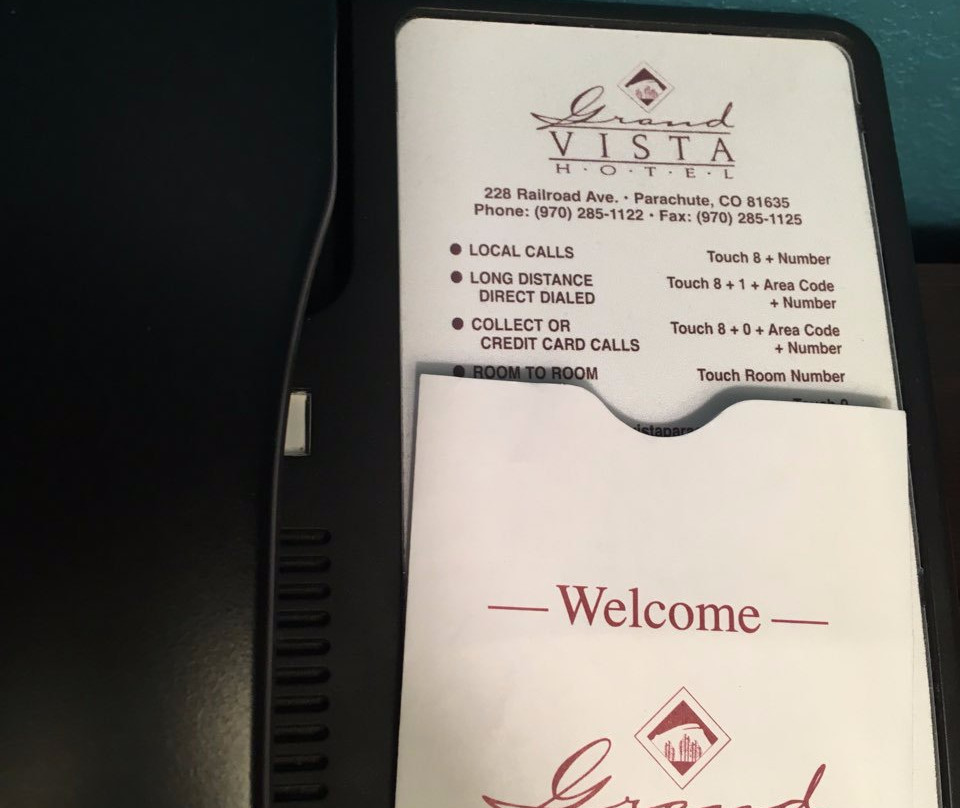 Grand
VISTA
H·O·T·E·L
228 Railroad Ave. · Parachute, CO 81635
Phone: (970) 285-1122 · Fax: (970) 285-1125
● LOCAL CALLS Touch 8 + Number
● LONG DISTANCE Touch 8 + 1 + Area Code
DIRECT DIALED + Number
● COLLECT OR Touch 8 + 0 + Area Code
CREDIT CARD CALLS + Number
● ROOM TO ROOM Touch Room Number
Touch
— Welcome —
Grand